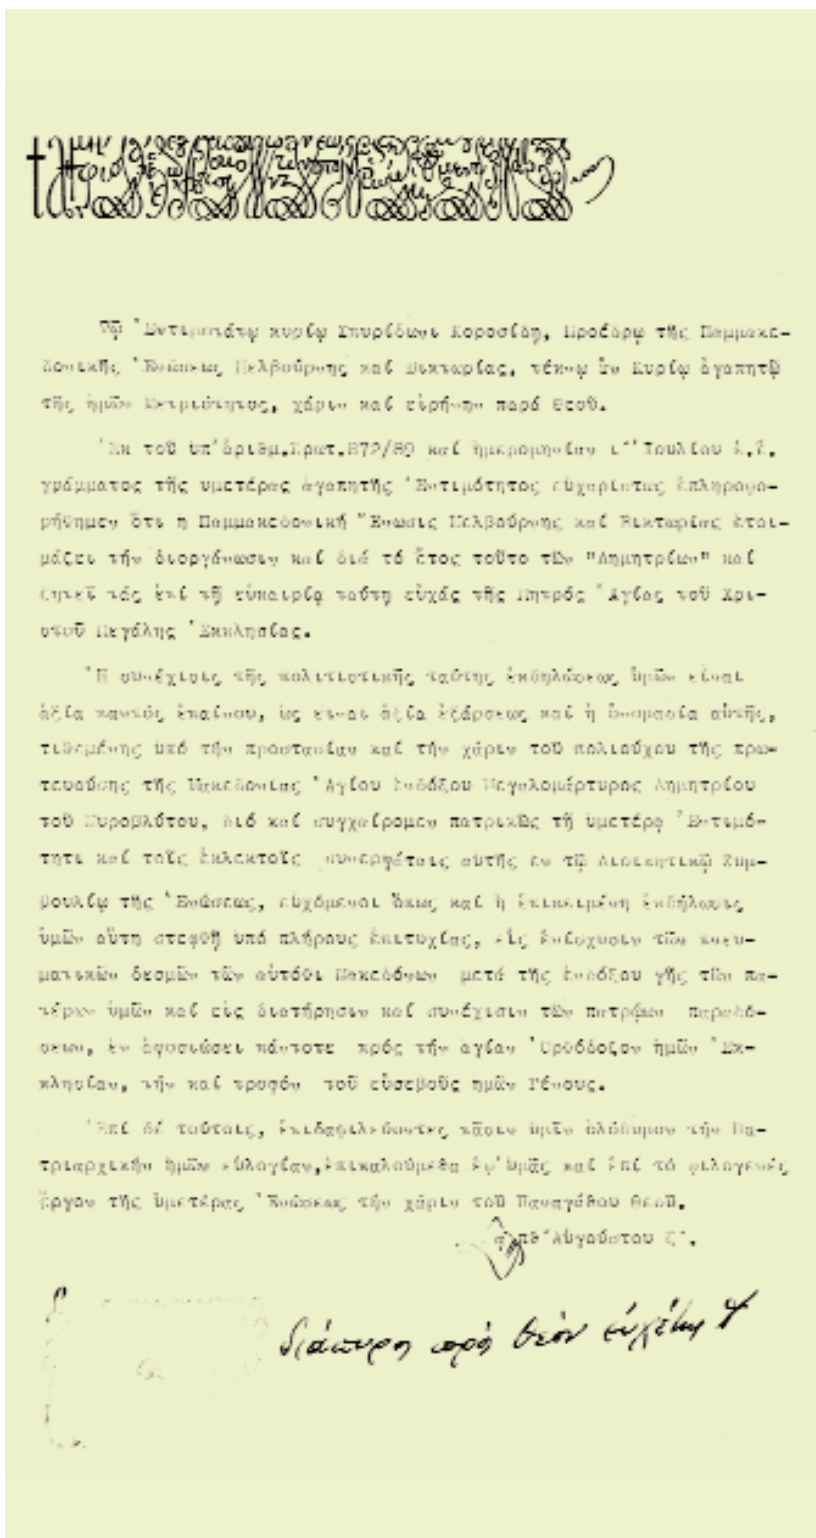 Τῷ Ἐντιμοτάτῳ κυρίῳ Σπυρίδωνι Κοροσίδῃ, Προέδρῳ τῆς Παμμακε-
δονικῆς Ἑνώσεως Μελβούρνης καί Βικτωρίας, τέκνῳ ἐν Κυρίῳ ἀγαπητῷ
τῆς ἡμῶν Μετριότητος, χάριν καί εἰρήνην παρά Θεοῦ.
Ἐκ τοῦ ὑπ' ἀριθμ.Πρωτ.872/89 καί ἡμερομηνίαν ι' Ἰουλίου ἐ.ἔ.
γράμματος τῆς ὑμετέρας ἀγαπητῆς Ἐντιμότητος εὐχαρίστως ἐπληροφο-
ρήθημεν ὅτι η Παμμακεδονική Ἕνωσις Μελβούρνης καί Βικτωρίας ἑτοι-
μάζει τήν διοργάνωσιν καί διά τό ἔτος τοῦτο τῶν "Δημητρίων" καί
ζητεῖ τάς ἐπί τῇ εὐκαιρίᾳ ταύτῃ εὐχάς τῆς Μητρός Ἁγίας τοῦ Χρι-
στοῦ Μεγάλης Ἐκκλησίας.
Ἡ συνέχισις τῆς πολιτιστικῆς ταύτης ἐκδηλώσεως ὑμῶν εἶναι
ἀξία παντός ἐπαίνου, ὡς ειναι ἀξία ἐξάρσεως καί ἡ ὀνομασία αὐτῆς,
τιθεμένης ὑπό τήν προστασίαν καί τήν χάριν τοῦ πολιούχου τῆς πρω-
τευούσης τῆς Μακεδονίας Ἁγίου ἐνδόξου Μεγαλομάρτυρος Δημητρίου
τοῦ Μυροβλύτου, διό καί συγχαίρομεν πατρικῶς τῇ υμετέρᾳ Ἐντιμό-
τητι καί τοῖς ἐκλεκτοῖς συνεργάταις αὐτῆς εν τῷ Διοικητικῷ Συμ-
βουλίῳ τῆς Ἑνώσεως, εὐχόμενοι ὅπως καί ἡ ἐπικειμένη ἐκδήλωσις
ὑμῶν αὕτη στεφθῇ υπό πλήρους ἐπιτυχίας, εἰς ἐνίσχυσιν τῶν πνευ-
ματικῶν δεσμῶν τῶν αὐτόθι Μακεδόνων μετά τῆς ἐνδόξου γῆς τῶν πα-
τέρων ὑμῶν καί εἰς διατήρησιν καί συνέχισιν τῶν πατρῴων παραδό-
σεων, ἐν ἀφοσιώσει πάντοτε πρός τήν ἁγίαν Ὀρθόδοξον ἡμῶν Ἐκ-
κλησίαν, τήν καί τροφόν τοῦ εὐσεβοῦς ἡμῶν Γένους.
Ἐπί δέ τούτοις, ἐπιδαψιλεύοντες πᾶσιν ὑμῖν ὁλόθυμον τήν Πα-
τριαρχικήν ἡμῶν εὐλογίαν,ἐπικαλούμεθα ἐφ'ὑμᾶς καί ἐπί τό φιλογενές
ἔργον τῆς ὑμετέρας Ἑνώσεως τήν χάριν τοῦ Παναγάθου Θεοῦ.
πθ' Αὐγούστου ζ'.
διάπυρος πρός Θεόν εὐχέτης